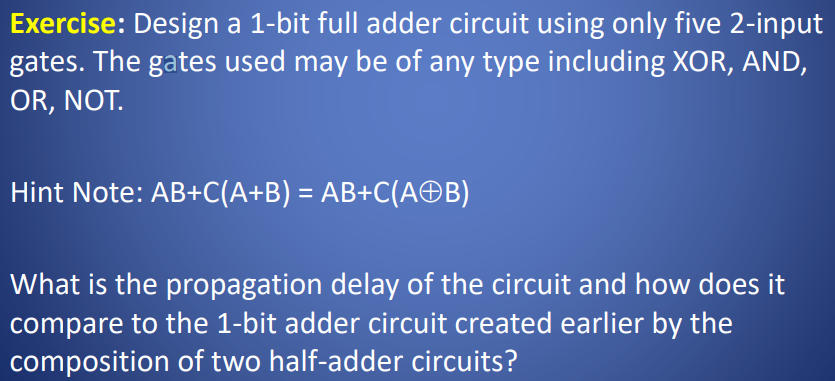 Exercise: Design a 1-bit full adder circuit using only five 2-input
gates. The gates used may be of any type including XOR, AND,
OR, NOT.
Hint Note: AB+C(A+B) = AB+C(A⊕B)
What is the propagation delay of the circuit and how does it
compare to the 1-bit adder circuit created earlier by the
composition of two half-adder circuits?